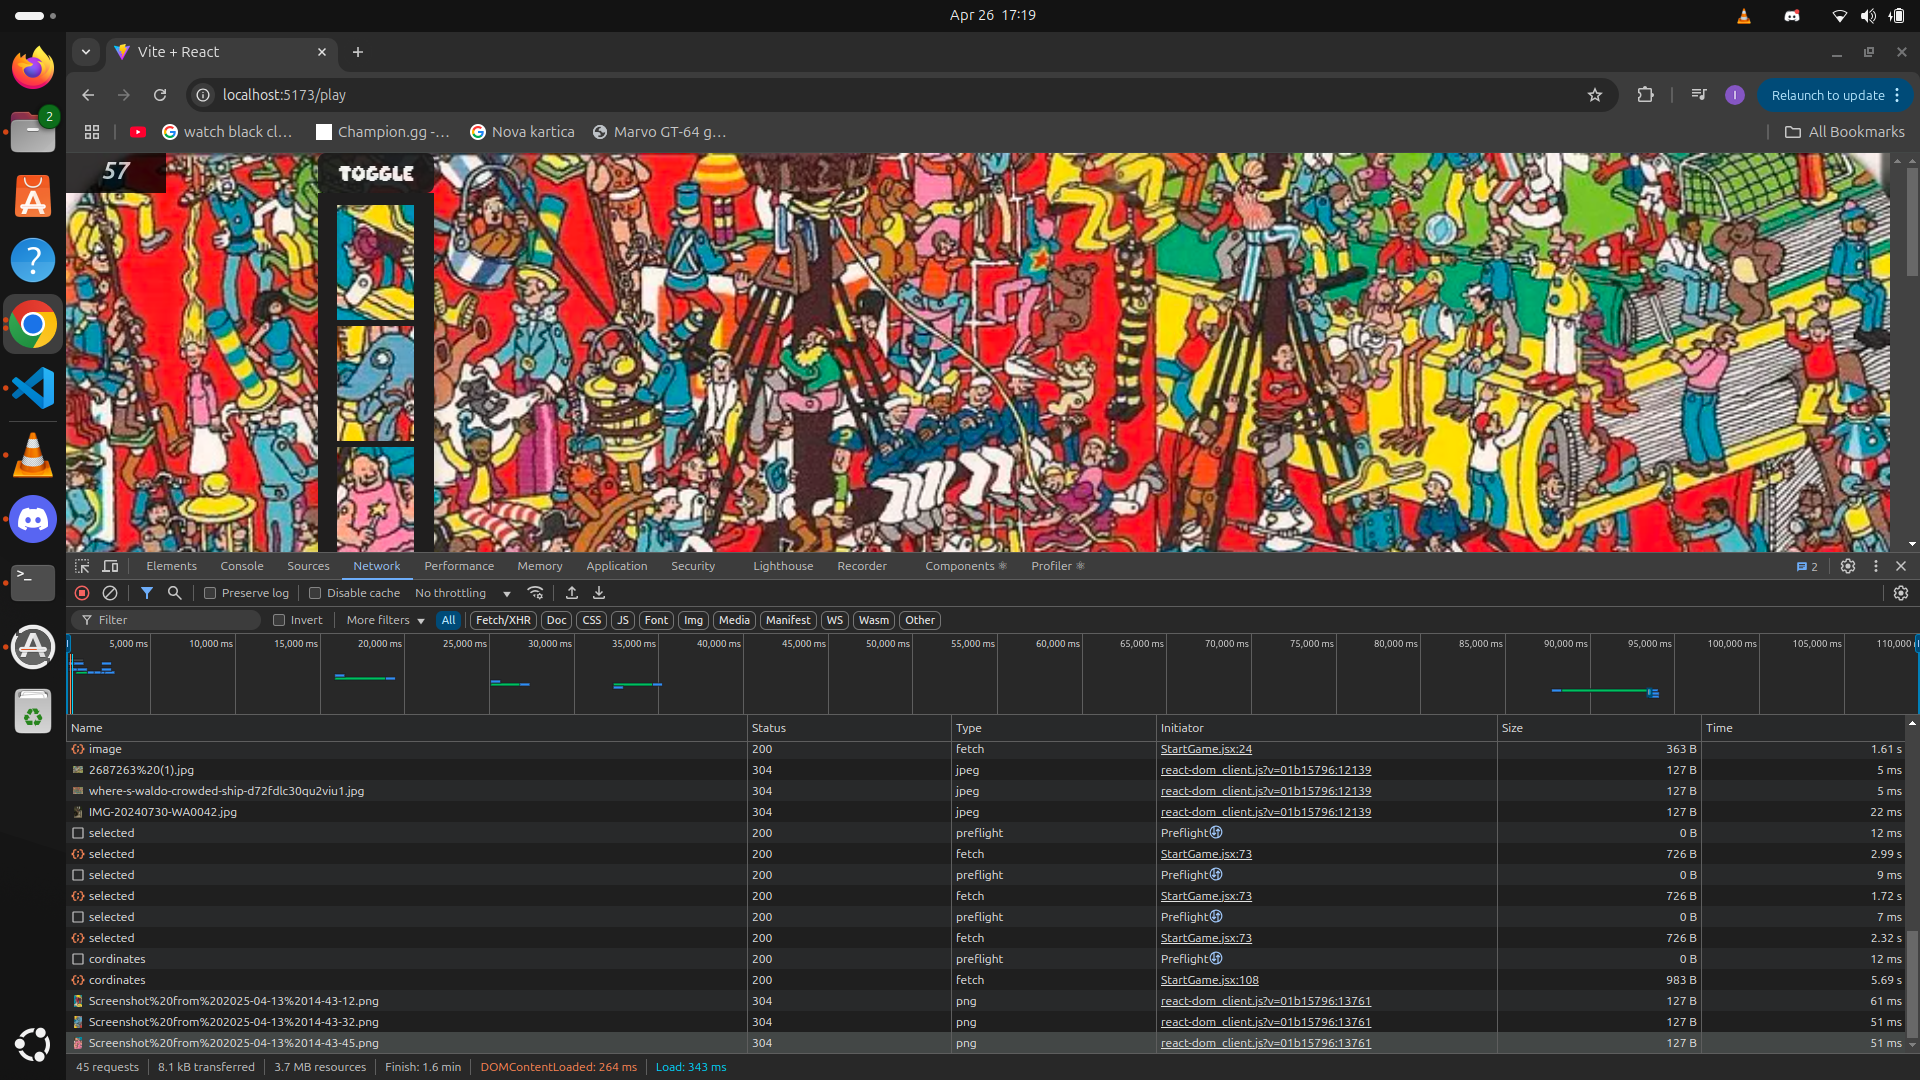 Apr 26 17:19
2
Vite + React
localhost:5173/play
I
Relaunch to update
watch black cl...
Champion.gg -...
Nova kartica
Marvo GT-64 g...
All Bookmarks
57
TOGGLE
Elements
Console
Sources
Network
Performance
Memory
Application
Security
Lighthouse
Recorder
Components
Profiler
2
Preserve log
Disable cache
No throttling
Filter
Invert
More filters
All
Fetch/XHR
Doc
CSS
JS
Font
Img
Media
Manifest
WS
Wasm
Other
5,000 ms
10,000 ms
15,000 ms
20,000 ms
25,000 ms
30,000 ms
35,000 ms
40,000 ms
45,000 ms
50,000 ms
55,000 ms
60,000 ms
65,000 ms
70,000 ms
75,000 ms
80,000 ms
85,000 ms
90,000 ms
95,000 ms
100,000 ms
105,000 ms
110,000
Name Status Type Initiator Size Time
image 200 fetch StartGame.jsx:24 363 B 1.61 s
2687263%20(1).jpg 304 jpeg react-dom_client.js?v=01b15796:12139 127 B 5 ms
where-s-waldo-crowded-ship-d72fdlc30qu2viu1.jpg 304 jpeg react-dom_client.js?v=01b15796:12139 127 B 5 ms
IMG-20240730-WA0042.jpg 304 jpeg react-dom_client.js?v=01b15796:12139 127 B 22 ms
selected 200 preflight Preflight 0 B 12 ms
selected 200 fetch StartGame.jsx:73 726 B 2.99 s
selected 200 preflight Preflight 0 B 9 ms
selected 200 fetch StartGame.jsx:73 726 B 1.72 s
selected 200 preflight Preflight 0 B 7 ms
selected 200 fetch StartGame.jsx:73 726 B 2.32 s
cordinates 200 preflight Preflight 0 B 12 ms
cordinates 200 fetch StartGame.jsx:108 983 B 5.69 s
Screenshot%20from%202025-04-13%2014-43-12.png 304 png react-dom_client.js?v=01b15796:13761 127 B 61 ms
Screenshot%20from%202025-04-13%2014-43-32.png 304 png react-dom_client.js?v=01b15796:13761 127 B 51 ms
Screenshot%20from%202025-04-13%2014-43-45.png 304 png react-dom_client.js?v=01b15796:13761 127 B 51 ms
45 requests
8.1 kB transferred
3.7 MB resources
Finish: 1.6 min
DOMContentLoaded: 264 ms
Load: 343 ms